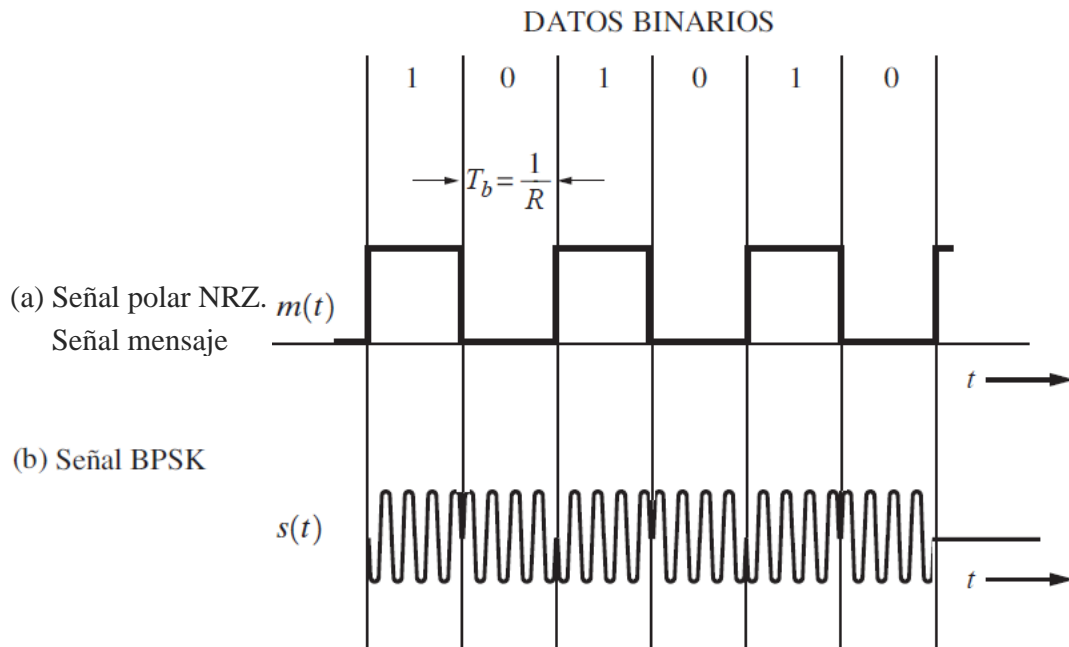 DATOS BINARIOS
1 0 1 0 1 0
T_b = 1/R
(a) Señal polar NRZ. m(t)
Señal mensaje
t
(b) Señal BPSK
s(t)
t